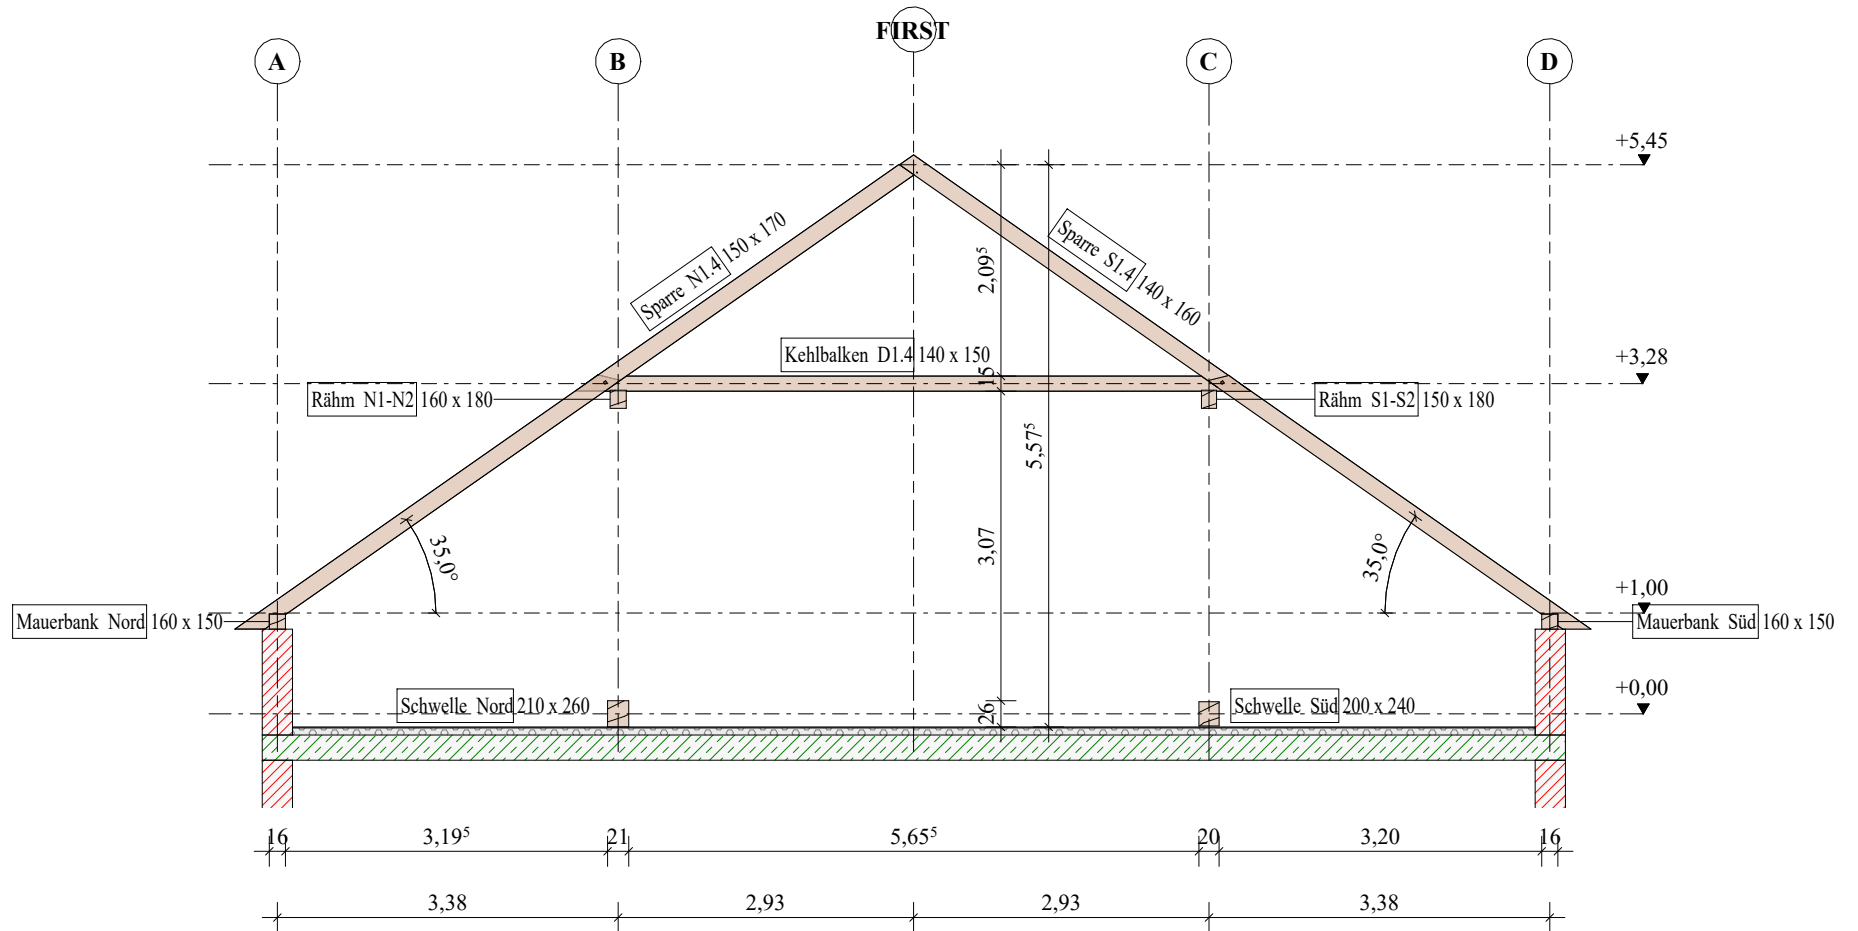 FIRST
A
B
C
D
+5,45
Sparre N1.4 150 x 170
Sparre S1.4 140 x 160
2,09⁵
Kehlbalken D1.4 140 x 150
15
+3,28
Rähm N1-N2 160 x 180
Rähm S1-S2 150 x 180
5,57⁵
3,07
35,0°
35,0°
+1,00
Mauerbank Nord 160 x 150
Mauerbank Süd 160 x 150
+0,00
Schwelle Nord 210 x 260
26
Schwelle Süd 200 x 240
16
3,19⁵
21
5,65⁵
20
3,20
16
3,38
2,93
2,93
3,38